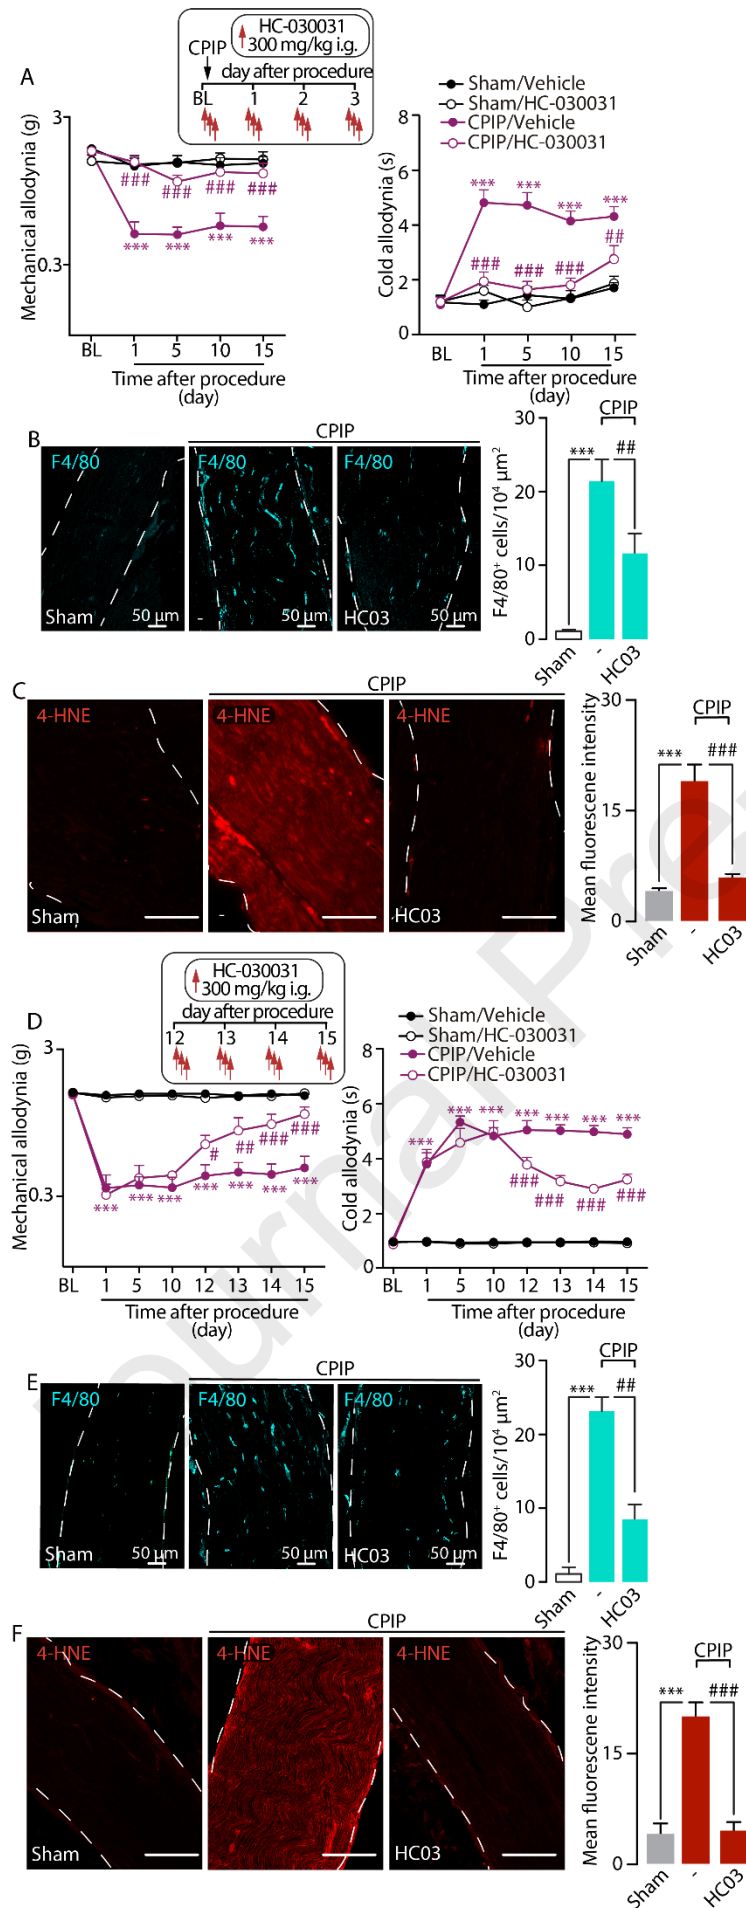 HC-030031
300 mg/kg i.g.
CPIP
day after procedure
BL 1 2 3
A
Mechanical allodynia (g)
3
0.3
### ### ### ###
*** *** *** ***
BL 1 5 10 15
Time after procedure
(day)
Sham/Vehicle
Sham/HC-030031
CPIP/Vehicle
CPIP/HC-030031
Cold allodynia (s)
8
6
4
2
0
*** *** *** ***
### ### ### ##
BL 1 5 10 15
Time after procedure
(day)
B
CPIP
F4/80 F4/80 F4/80
Sham 50 µm - 50 µm HC03 50 µm
F4/80+ cells/10⁴ µm²
30
20
10
0
CPIP
*** ##
Sham - HC03
C
CPIP
4-HNE 4-HNE 4-HNE
Sham - HC03
Mean fluorescene intensity
30
15
0
CPIP
*** ###
Sham - HC03
HC-030031
300 mg/kg i.g.
day after procedure
12 13 14 15
D
Mechanical allodynia (g)
3
0.3
# ## ### ###
*** *** *** *** *** *** ***
BL 1 5 10 12 13 14 15
Time after procedure
(day)
Sham/Vehicle
Sham/HC-030031
CPIP/Vehicle
CPIP/HC-030031
Cold allodynia (s)
8
6
4
2
0
*** *** *** *** *** *** ***
### ### ### ###
BL 1 5 10 12 13 14 15
Time after procedure
(day)
E
CPIP
F4/80 F4/80 F4/80
Sham 50 µm - 50 µm HC03 50 µm
F4/80+ cells/10⁴ µm²
30
20
10
0
CPIP
*** ##
Sham - HC03
F
CPIP
4-HNE 4-HNE 4-HNE
Sham - HC03
Mean fluorescene intensity
30
15
0
CPIP
*** ###
Sham - HC03
Journal Pre